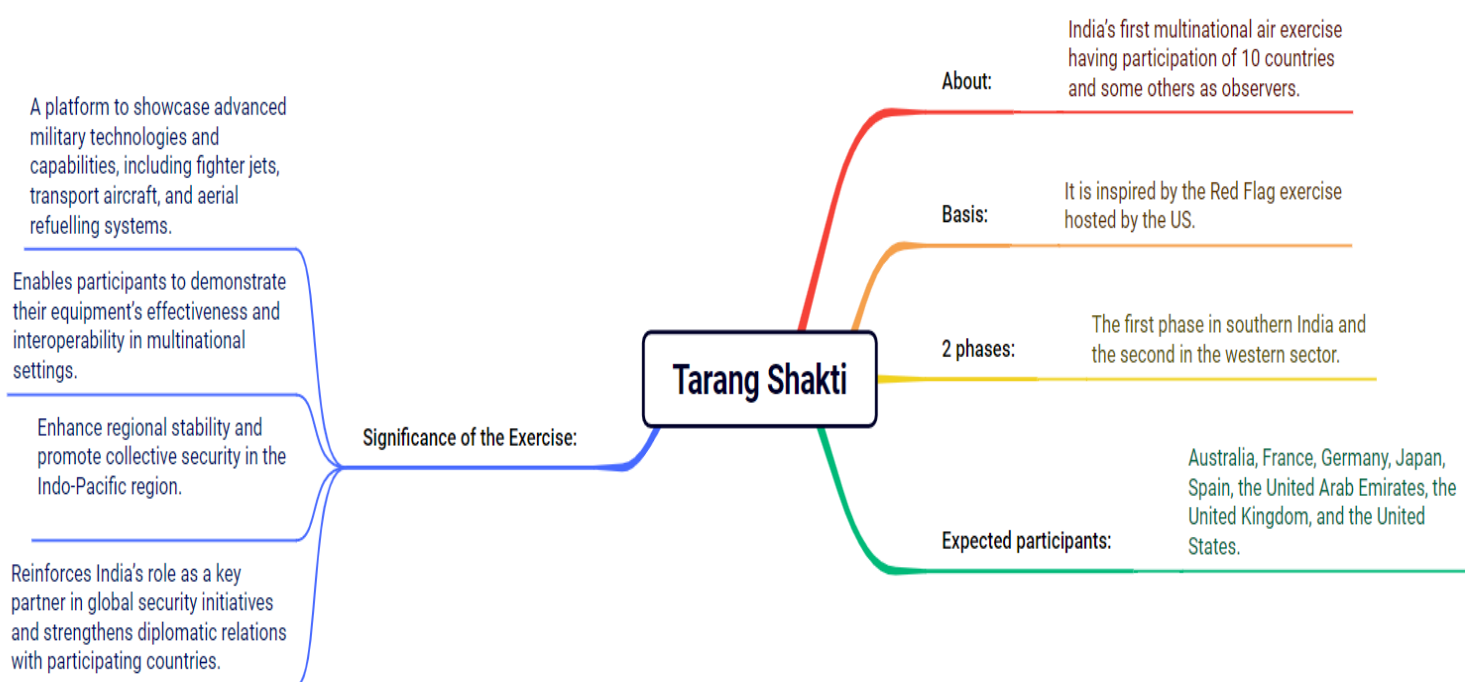 Tarang Shakti
About:
India's first multinational air exercise
having participation of 10 countries
and some others as observers.
Basis:
It is inspired by the Red Flag exercise
hosted by the US.
2 phases:
The first phase in southern India and
the second in the western sector.
Expected participants:
Australia, France, Germany, Japan,
Spain, the United Arab Emirates, the
United Kingdom, and the United
States.
Significance of the Exercise:
A platform to showcase advanced
military technologies and
capabilities, including fighter jets,
transport aircraft, and aerial
refuelling systems.
Enables participants to demonstrate
their equipment's effectiveness and
interoperability in multinational
settings.
Enhance regional stability and
promote collective security in the
Indo-Pacific region.
Reinforces India's role as a key
partner in global security initiatives
and strengthens diplomatic relations
with participating countries.